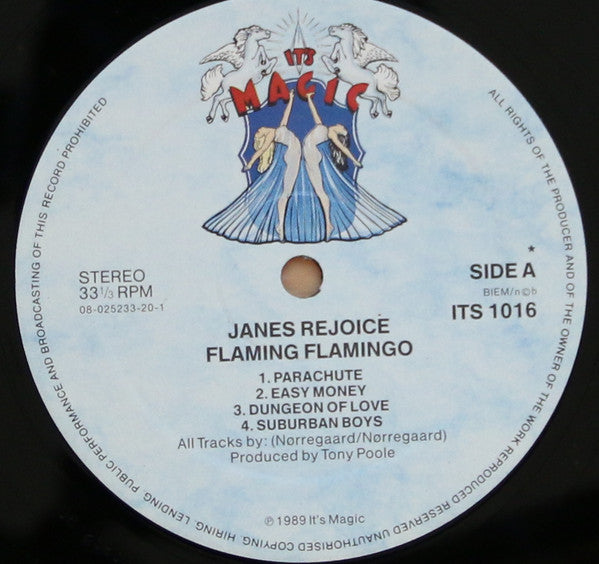 IT'S
MAGIC
ALL RIGHTS OF THE PRODUCER AND OF THE OWNER OF THE WORK REPRODUCED RESERVED UNAUTHORISED COPYING, HIRING, LENDING, PUBLIC PERFORMANCE AND BROADCASTING OF THIS RECORD PROHIBITED
STEREO
33 1/3 RPM
08-025233-20-1
*
SIDE A
BIEM/n©b
ITS 1016
JANES REJOICE
FLAMING FLAMINGO
1. PARACHUTE
2. EASY MONEY
3. DUNGEON OF LOVE
4. SUBURBAN BOYS
All Tracks by: (Nørregaard/Nørregaard)
Produced by Tony Poole
℗ 1989 It's Magic